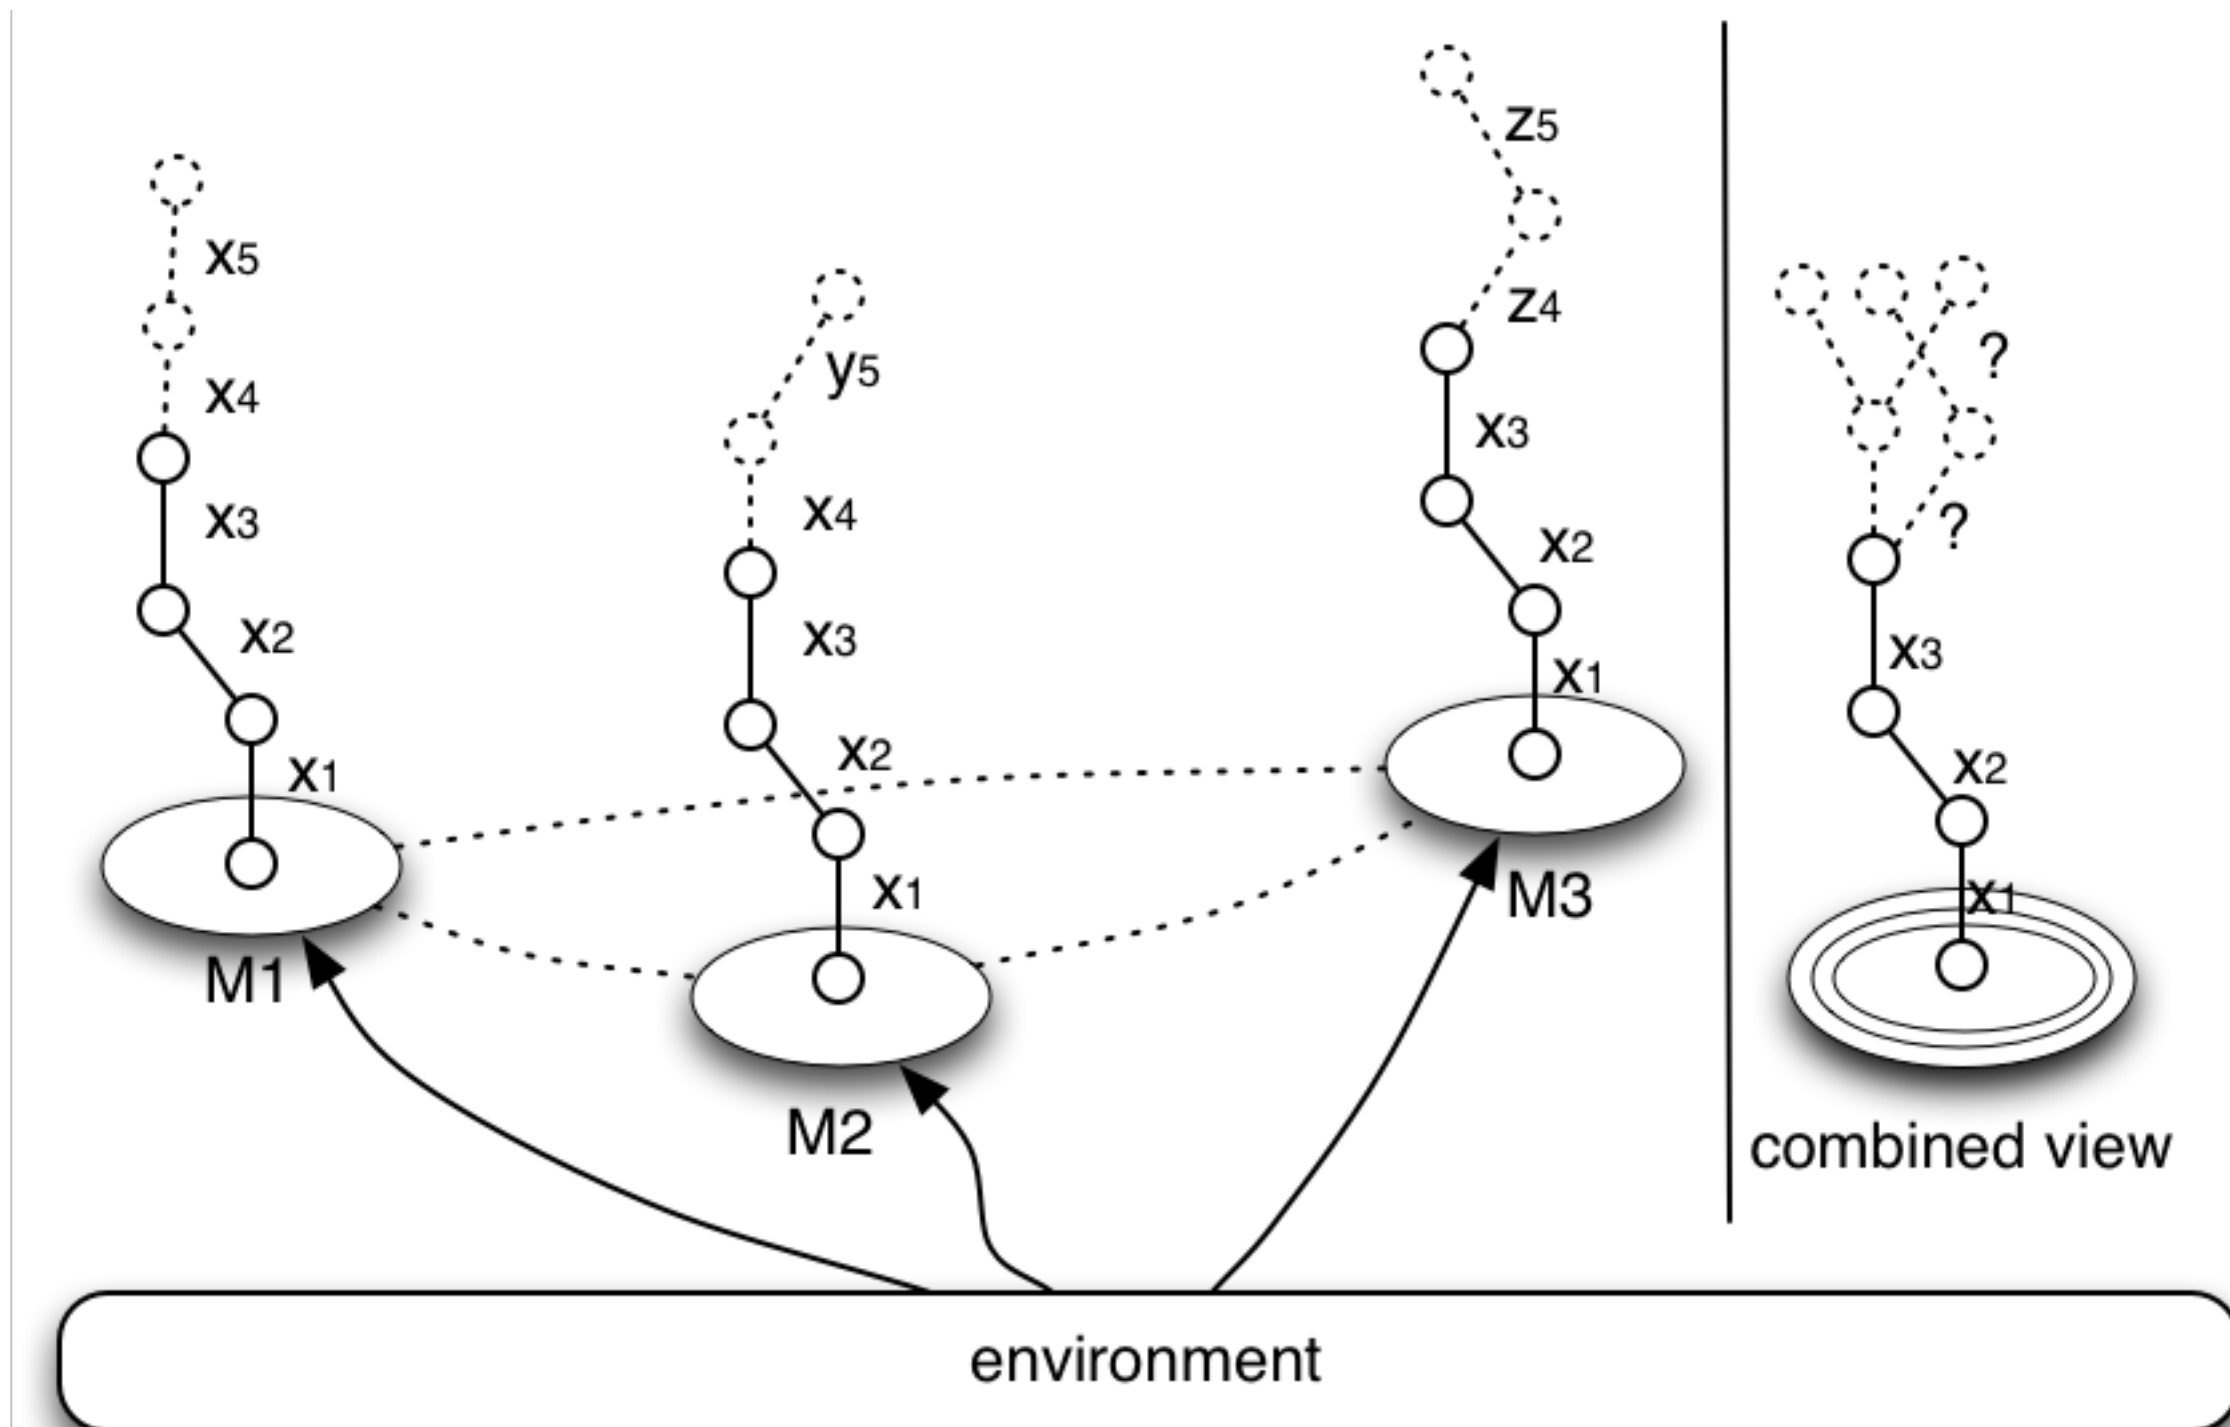 x5
x4
x3
x2
x1
M1
y5
x4
x3
x2
x1
M2
z5
z4
x3
x2
x1
M3
?
?
x3
x2
x1
combined view
environment